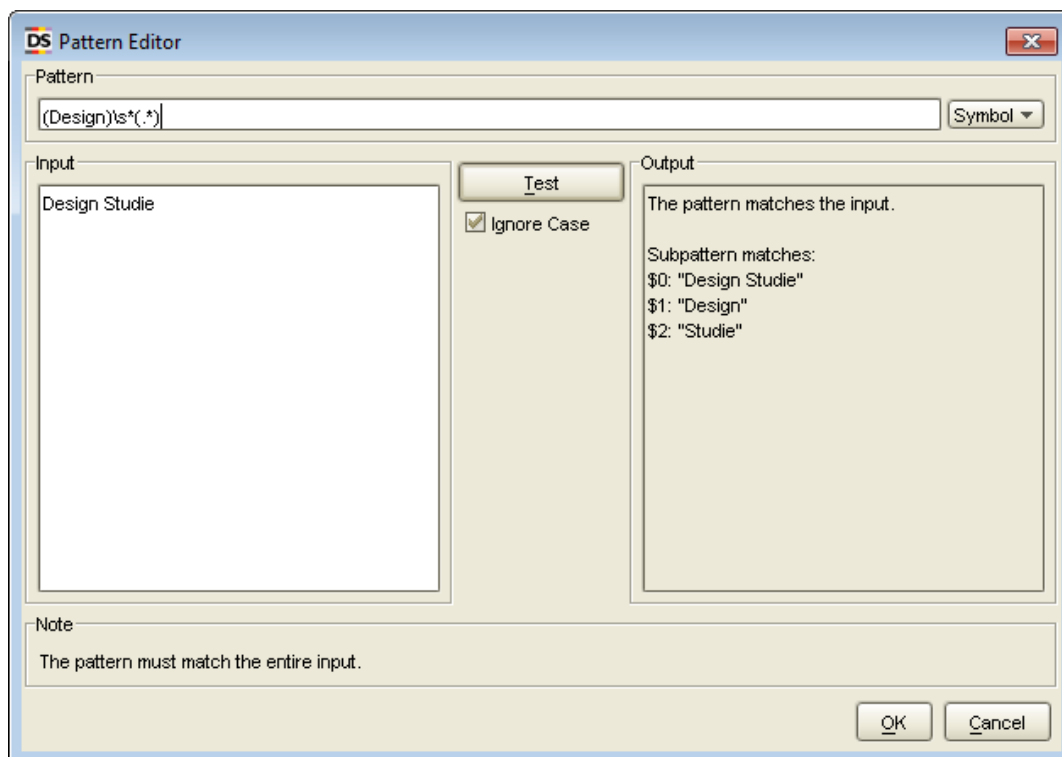 DS Pattern Editor
Pattern
(Design)\s*(.*)
Symbol
Input
Design Studie
Test
Ignore Case
Output
The pattern matches the input.
Subpattern matches:
$0: "Design Studie"
$1: "Design"
$2: "Studie"
Note
The pattern must match the entire input.
OK
Cancel